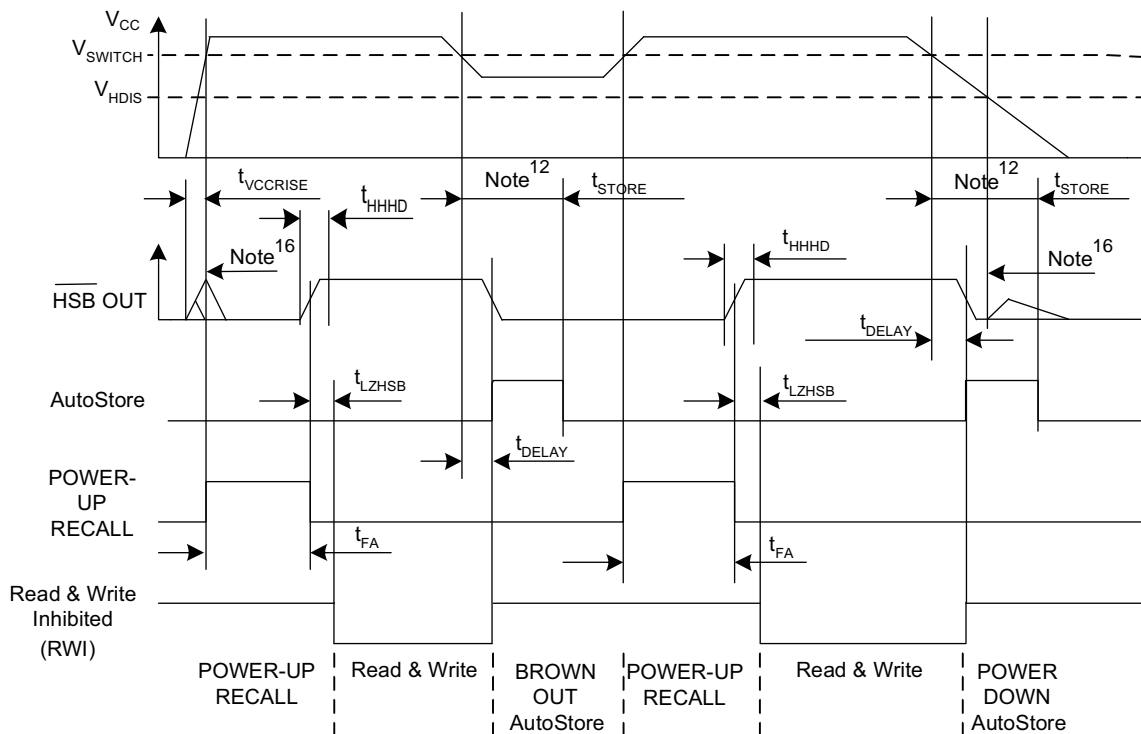 VCC
VSWITCH
VHDIS
tVCCRISE
tHHHD
Note12
tSTORE
Note12
tSTORE
Note16
tHHHD
Note16
HSB OUT
tDELAY
tLZHSB
tLZHSB
AutoStore
tDELAY
POWER-
UP
RECALL
tFA
tFA
Read & Write
Inhibited
(RWI)
POWER-UP
RECALL
Read & Write
BROWN
OUT
AutoStore
POWER-UP
RECALL
Read & Write
POWER
DOWN
AutoStore